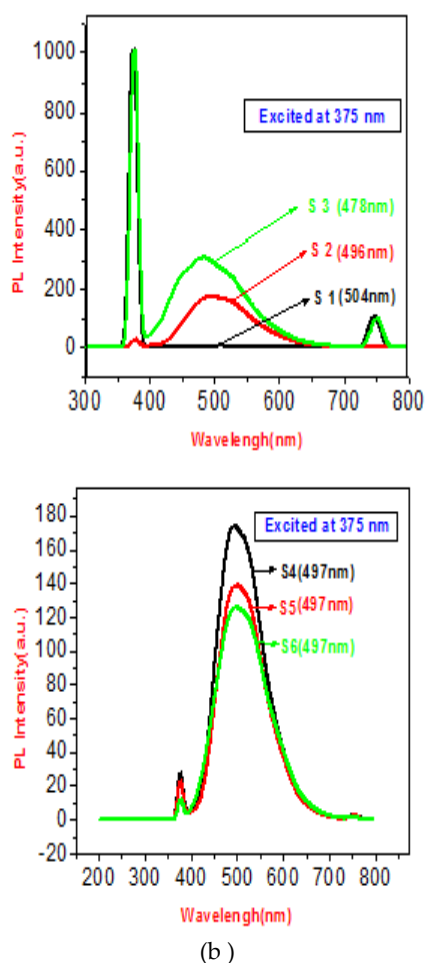 1000
800
600
400
200
0
PL Intensity(a.u.)
Excited at 375 nm
S 3 (478nm)
S 2 (496nm)
S 1 (504nm)
300 400 500 600 700 800
Wavelengh(nm)
180
160
140
120
100
80
60
40
20
0
-20
PL Intensity(a.u.)
Excited at 375 nm
S4(497nm)
S5(497nm)
S6(497nm)
200 300 400 500 600 700 800
Wavelengh(nm)
(b )